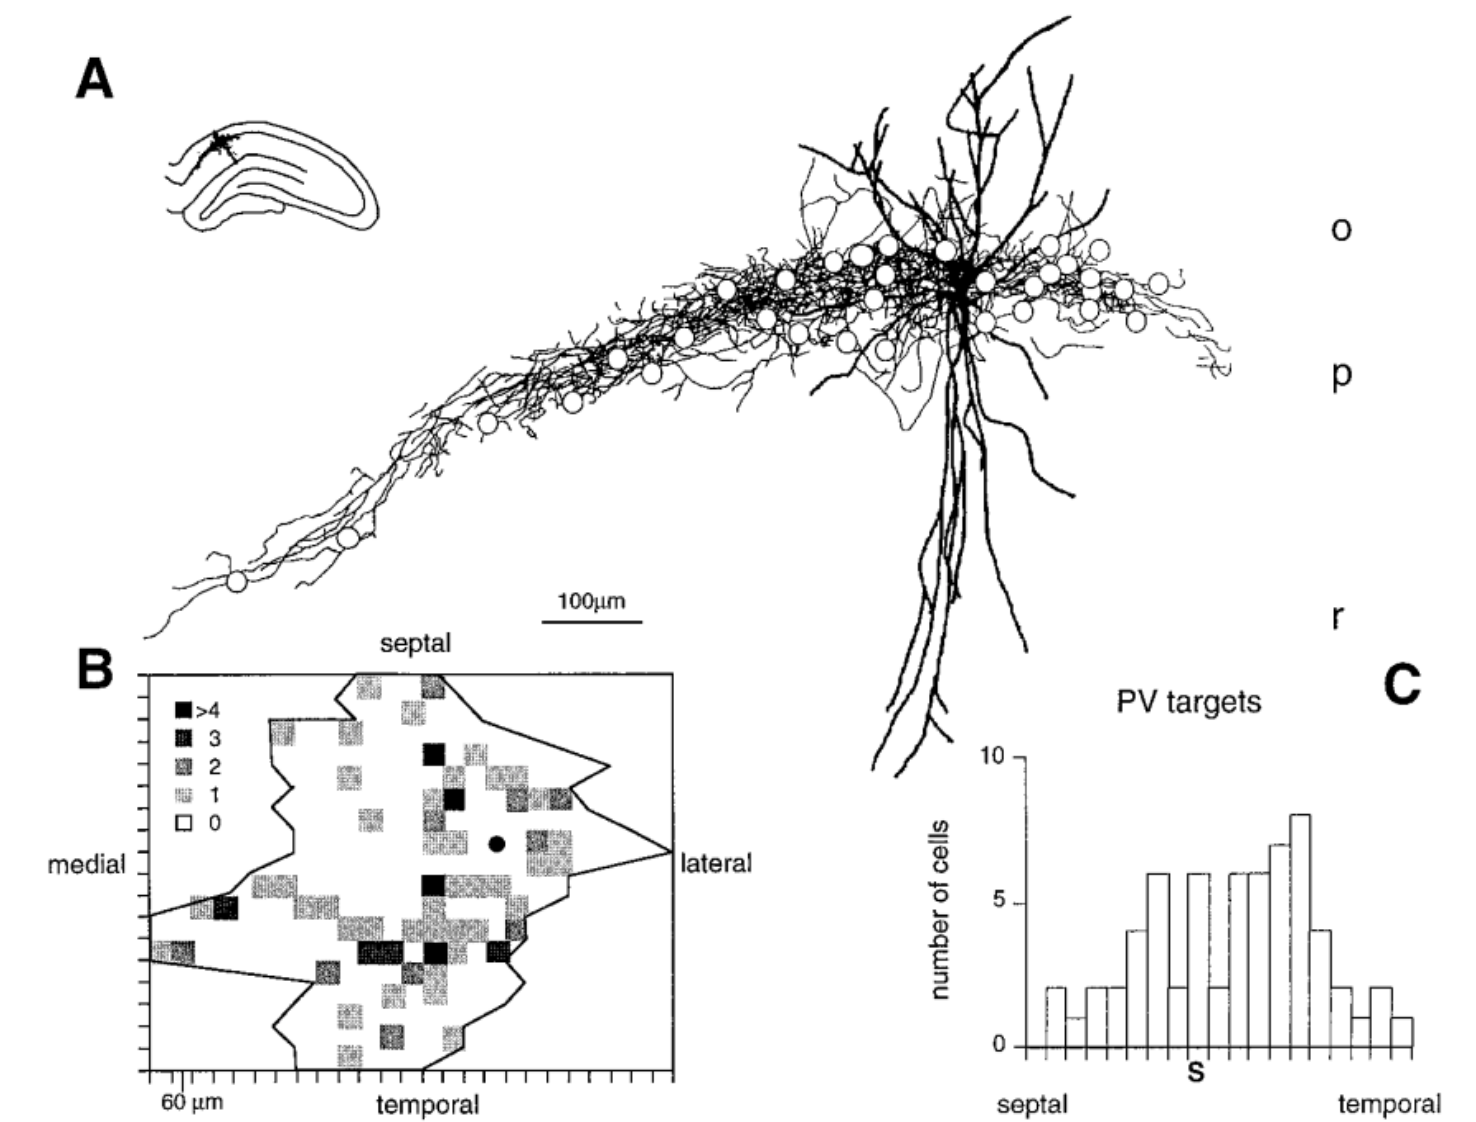 A
o
p
r
100μm
B
septal
>4
3
2
1
0
medial
lateral
60 μm
temporal
C
PV targets
10
5
0
number of cells
S
septal
temporal